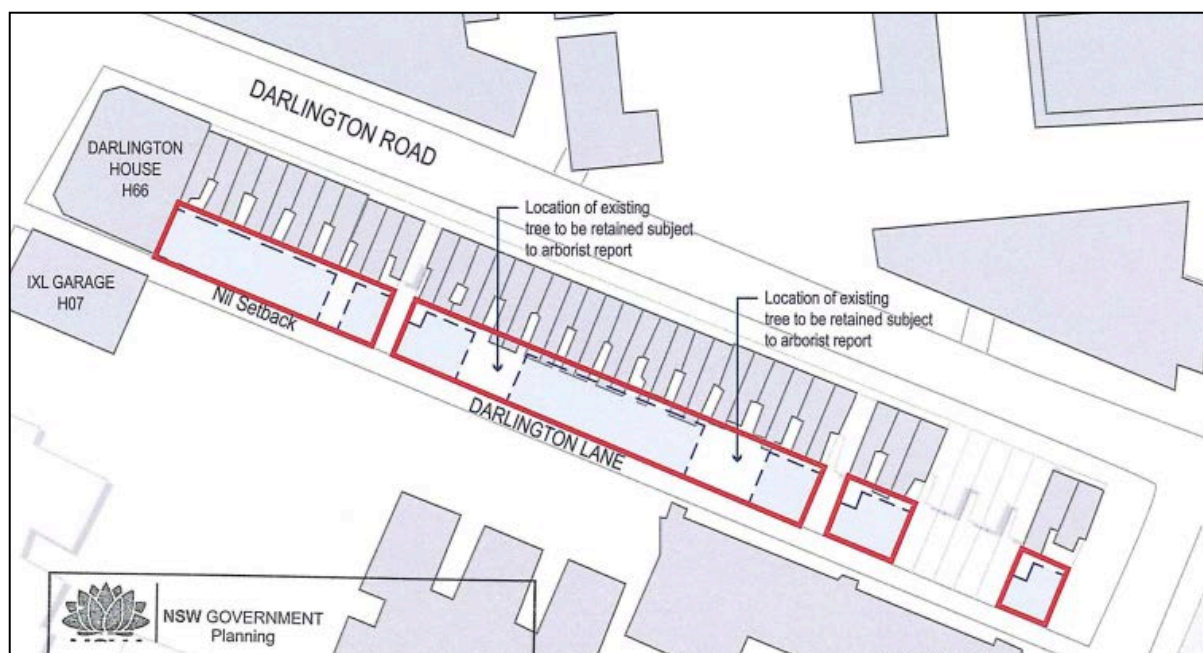 DARLINGTON ROAD
DARLINGTON
HOUSE
H66
Location of existing
tree to be retained subject
to arborist report
IXL GARAGE
H07
Nil Setback
Location of existing
tree to be retained subject
to arborist report
DARLINGTON LANE
NSW GOVERNMENT
Planning